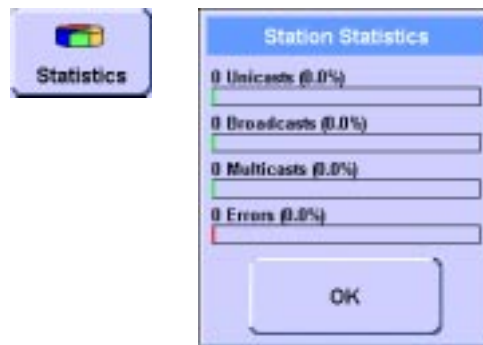 Statistics
Station Statistics
0 Unicasts (0.0%)
0 Broadcasts (0.0%)
0 Multicasts (0.0%)
0 Errors (0.0%)
OK